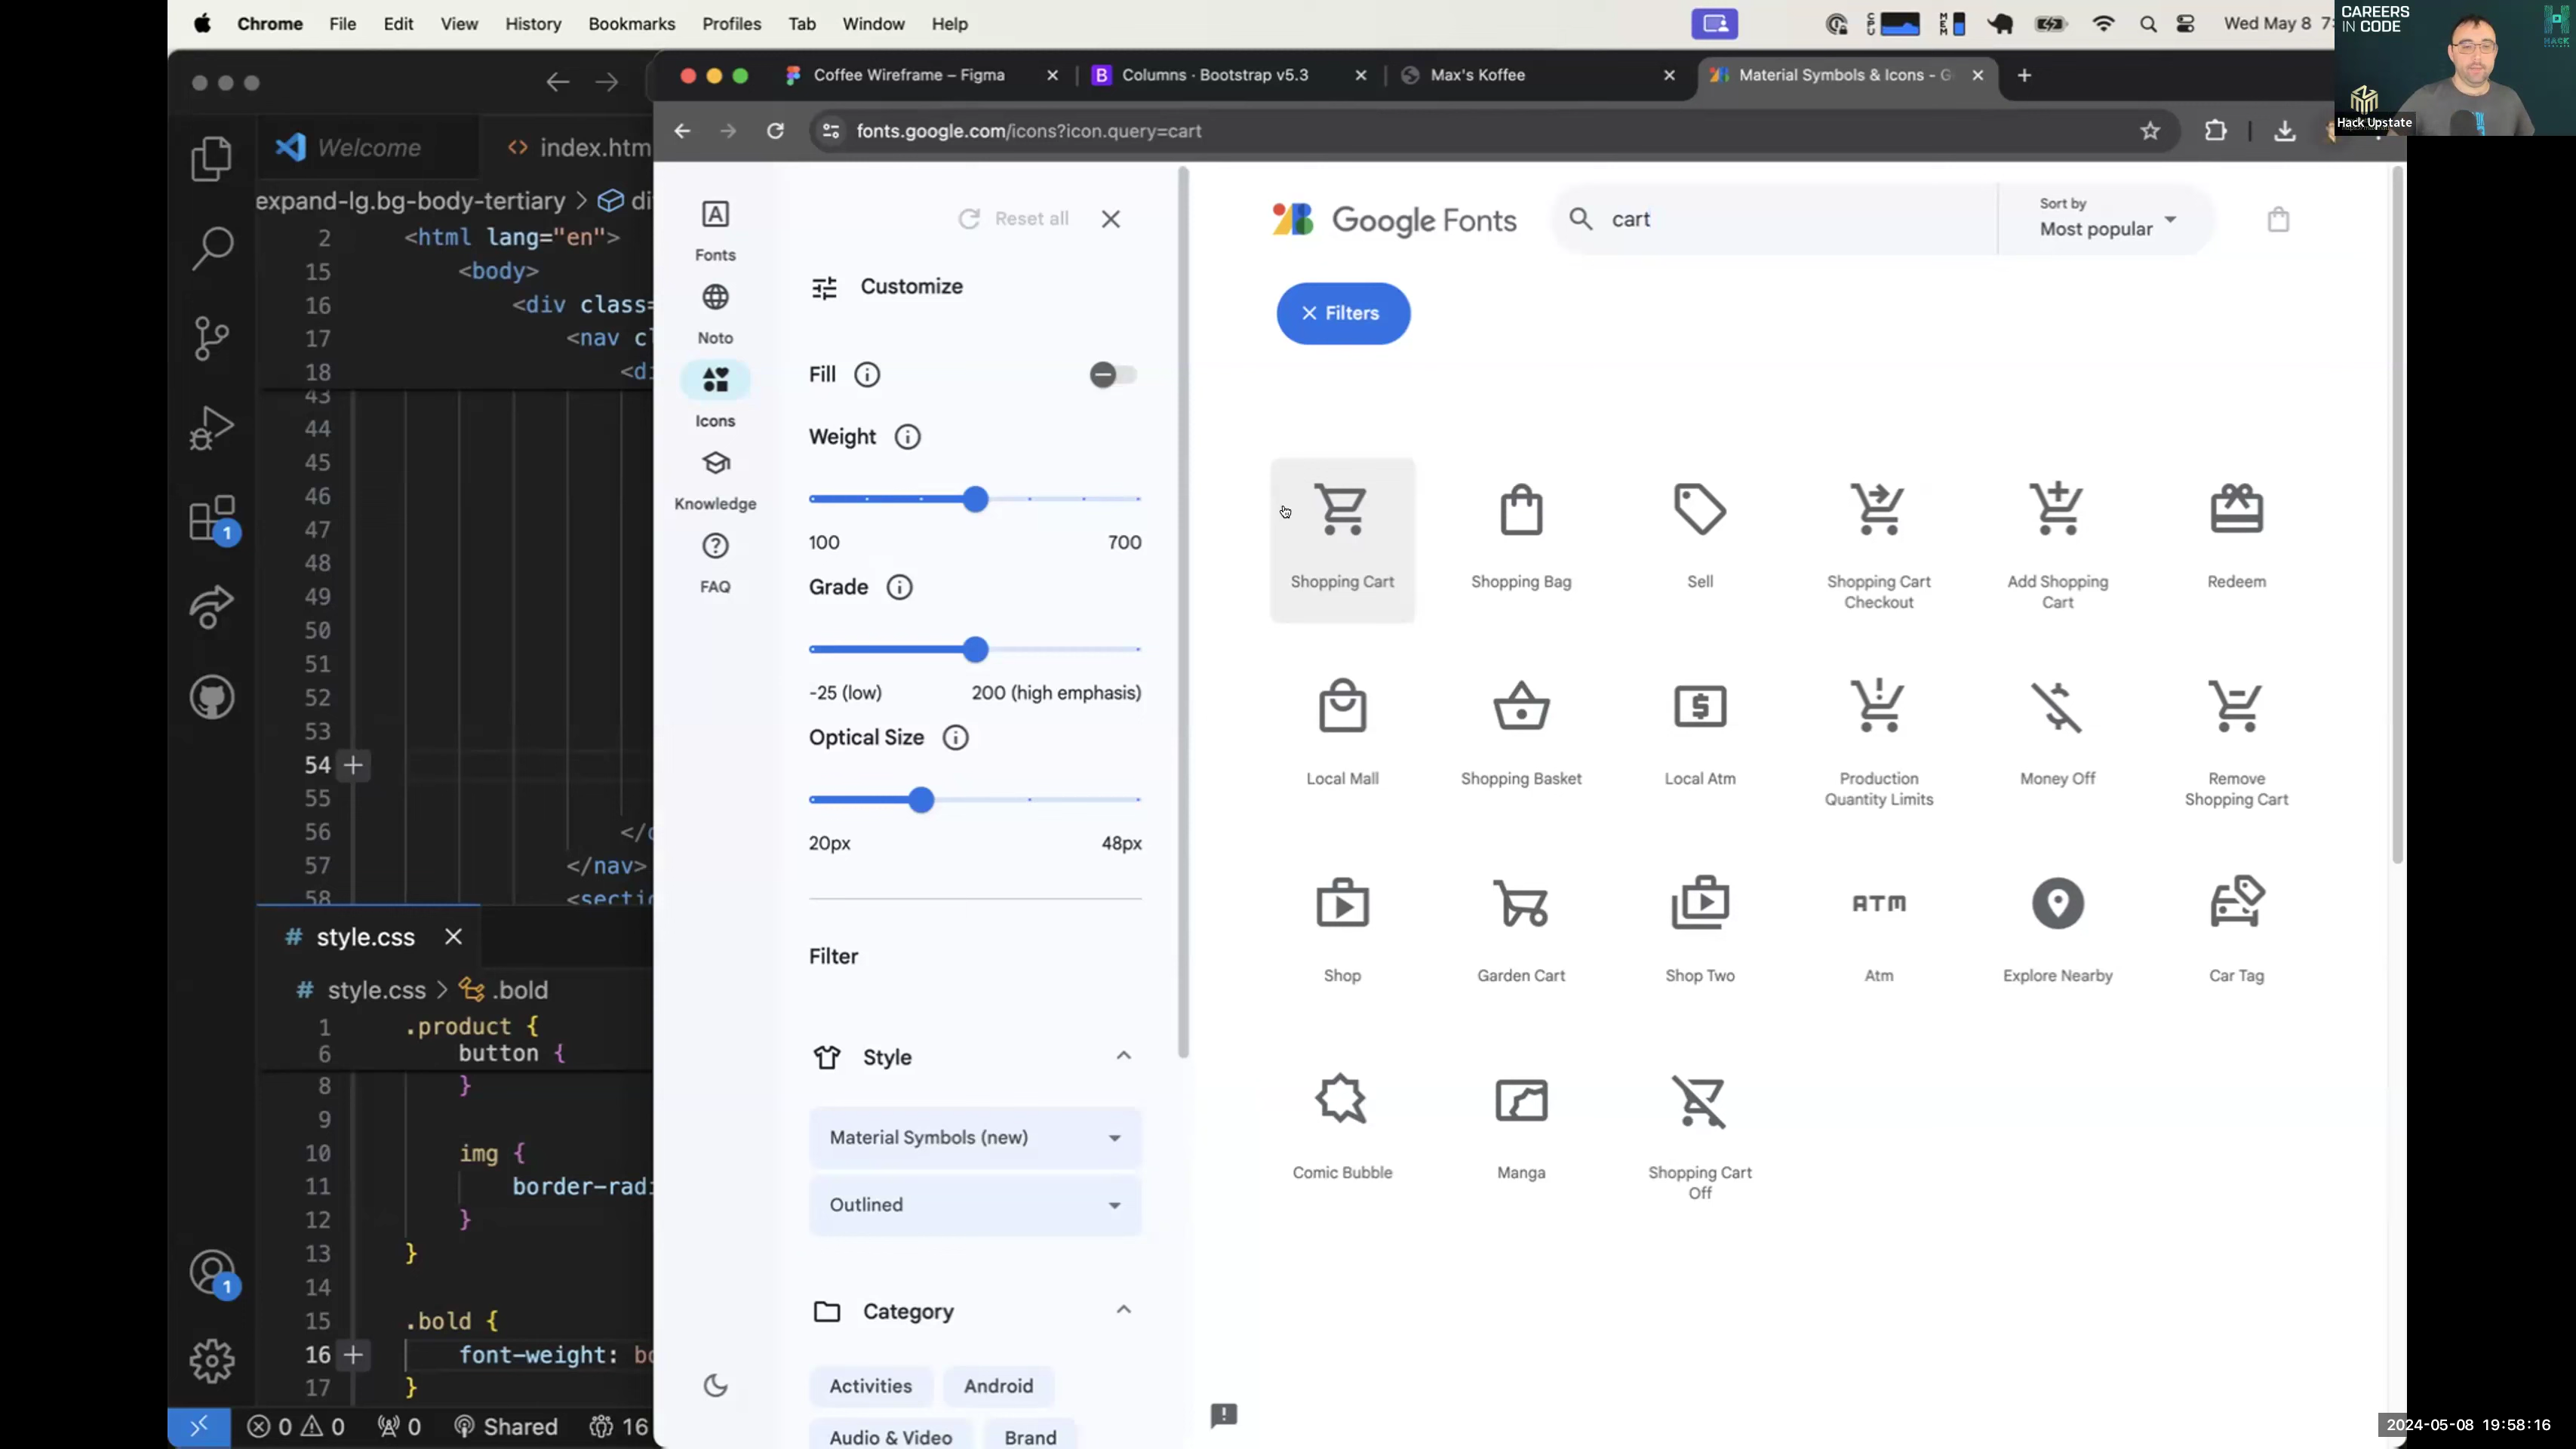 Chrome File Edit View History Bookmarks Profiles Tab Window Help
CPU
MEM
Wed May 8
CAREERS
IN CODE
Hack Upstate
Coffee Wireframe – Figma
Columns · Bootstrap v5.3
Max's Koffee
Material Symbols & Icons - G
fonts.google.com/icons?icon.query=cart
Welcome
index.htm
expand-lg.bg-body-tertiary > di
2 <html lang="en">
15 <body>
16 <div class=
17 <nav cl
18 <di
43
44
45
46
47
48
49
50
51
52
53
54
55
56 </d
57 </nav>
58 <sectio
1
# style.css
# style.css > .bold
1 .product {
6 button {
8 }
9
10 img {
11 border-radi
12 }
13 }
14
15 .bold {
16 font-weight: bo
17 }
1
0 0 0 Shared 16
Fonts
Noto
Icons
Knowledge
FAQ
Reset all
Customize
Fill
Weight
100 700
Grade
-25 (low) 200 (high emphasis)
Optical Size
20px 48px
Filter
Style
Material Symbols (new)
Outlined
Category
Activities Android
Audio & Video Brand
Google Fonts
cart
Sort by
Most popular
Filters
Shopping Cart
Shopping Bag
Sell
Shopping Cart
Checkout
Add Shopping
Cart
Redeem
Local Mall
Shopping Basket
Local Atm
Production
Quantity Limits
Money Off
Remove
Shopping Cart
Shop
Garden Cart
Shop Two
ATM
Atm
Explore Nearby
Car Tag
Comic Bubble
Manga
Shopping Cart
Off
2024-05-08 19:58:16